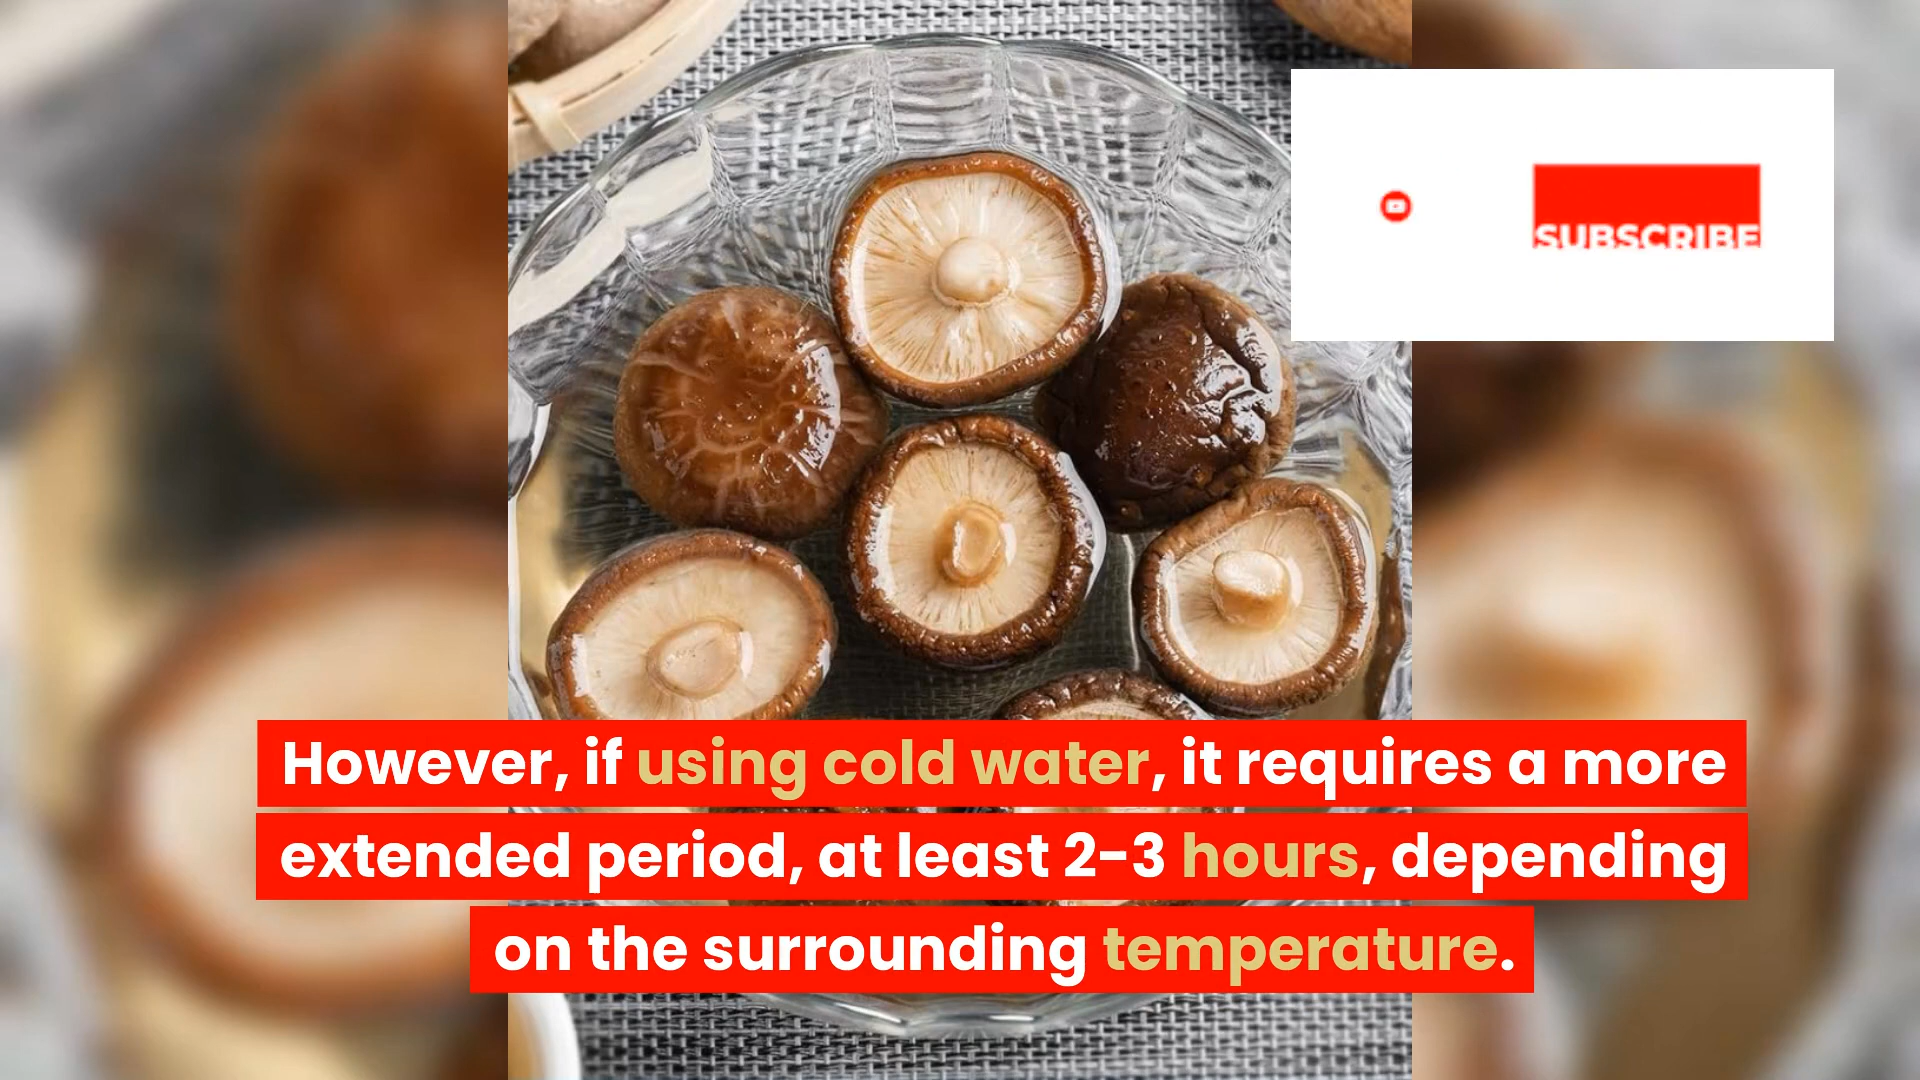 SUBSCRIBE
However, if using cold water, it requires a more
extended period, at least 2-3 hours, depending
on the surrounding temperature.